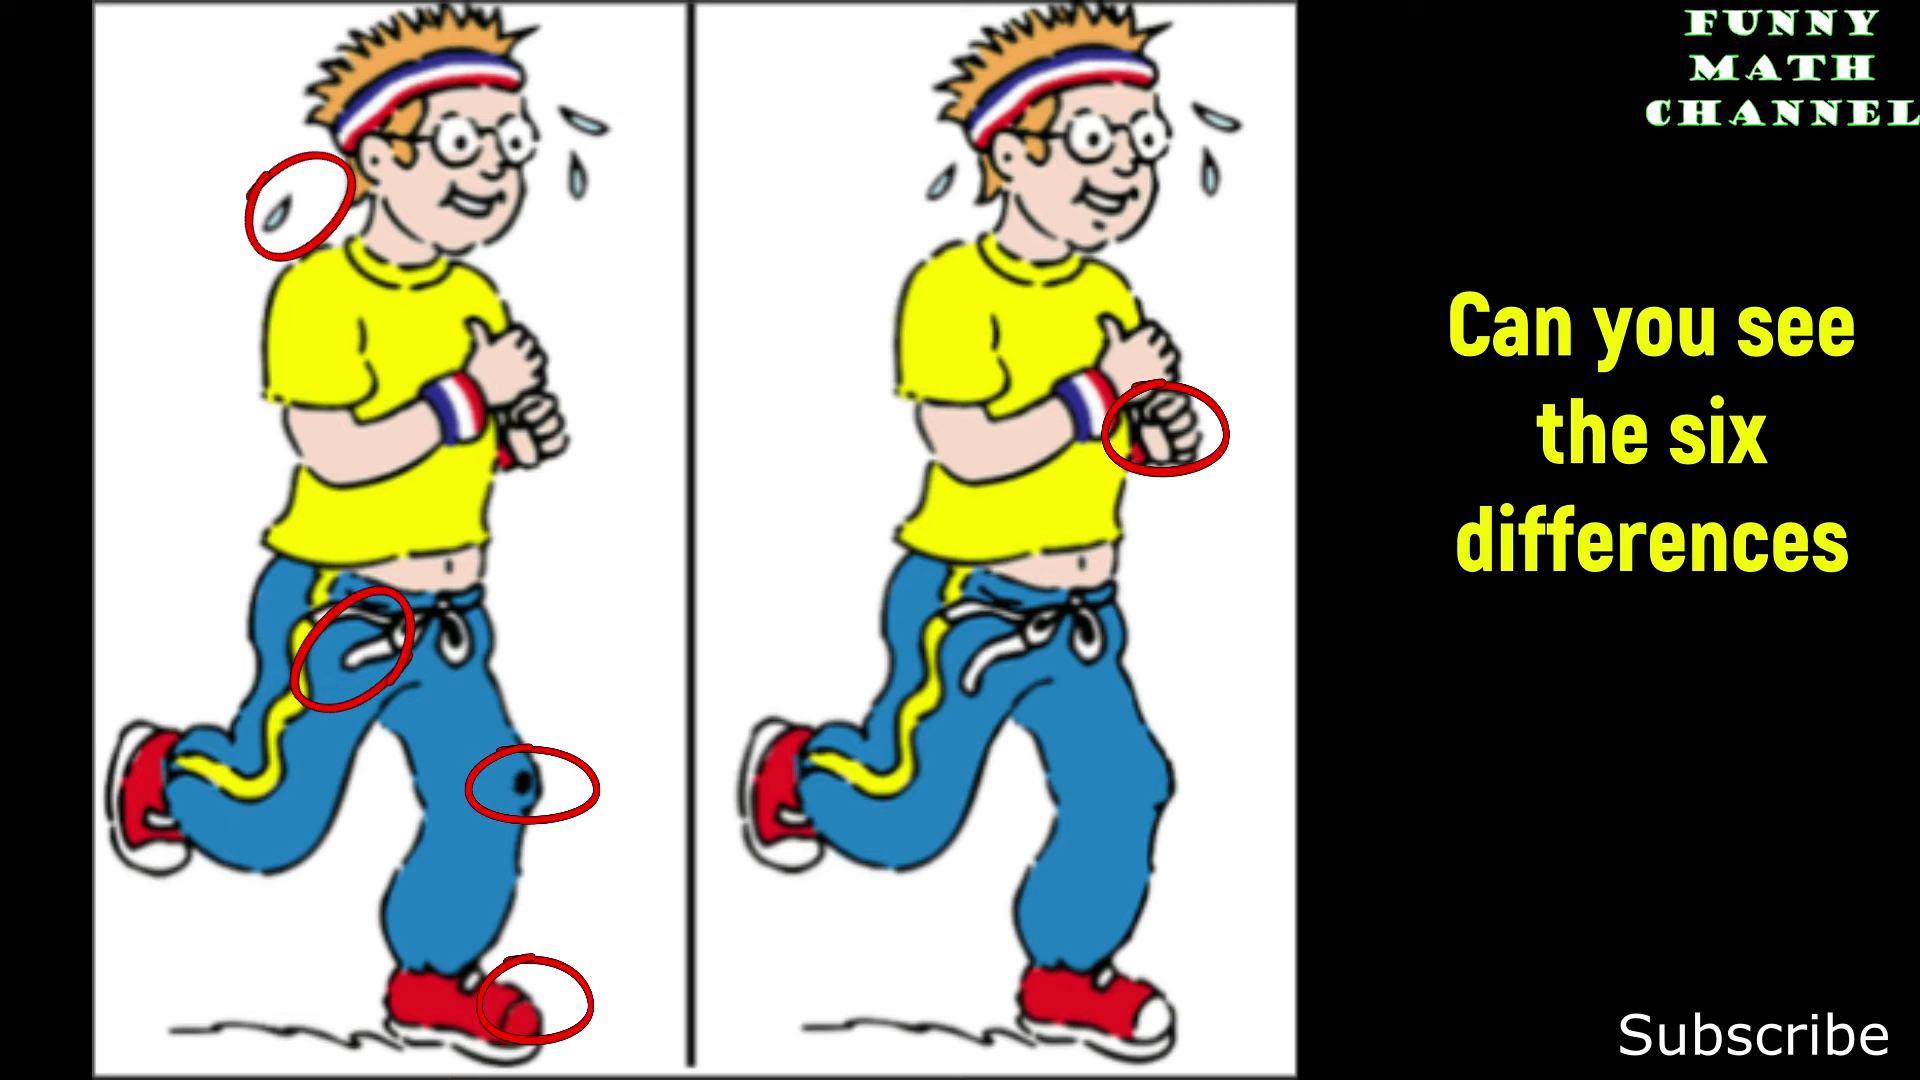 FUNNY
MATH
CHANNEL
Can you see
the six
differences
Subscribe